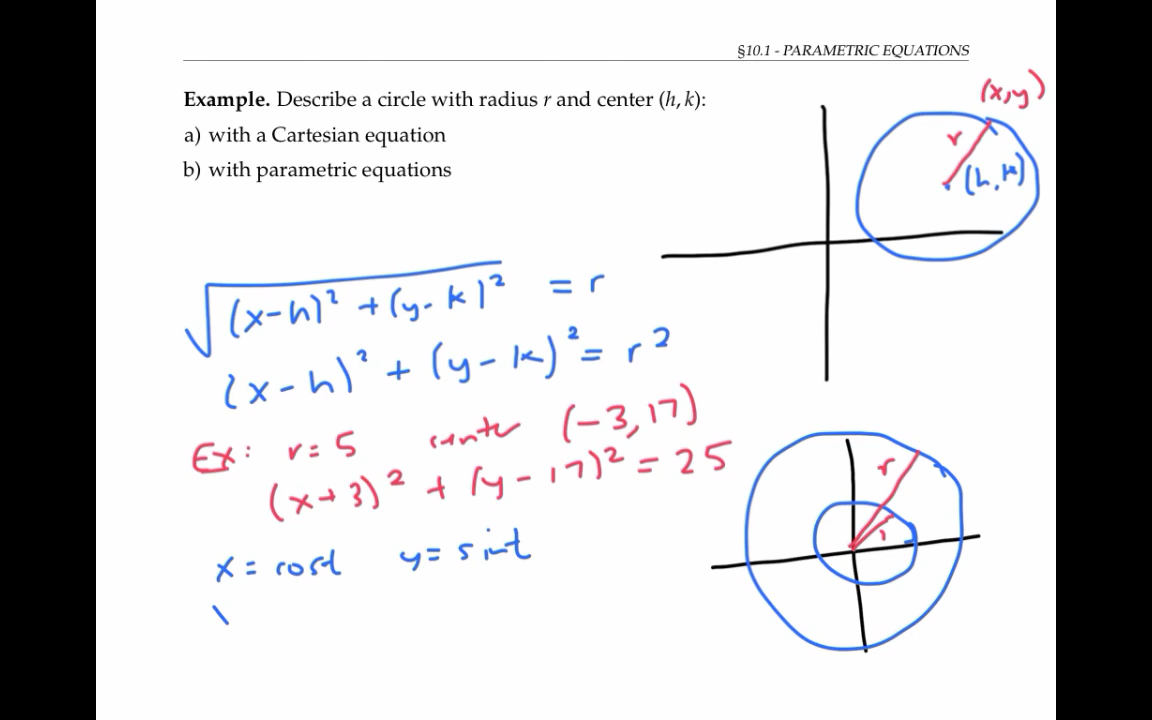 §10.1 - PARAMETRIC EQUATIONS
Example. Describe a circle with radius r and center (h, k):
a) with a Cartesian equation
b) with parametric equations
(x,y)
r
(h,k)
√(x-h)² + (y-k)² = r
(x-h)² + (y-k)² = r²
Ex: r=5 center (-3,17)
(x+3)² + (y-17)² = 25
r
1
x = cost y = sint